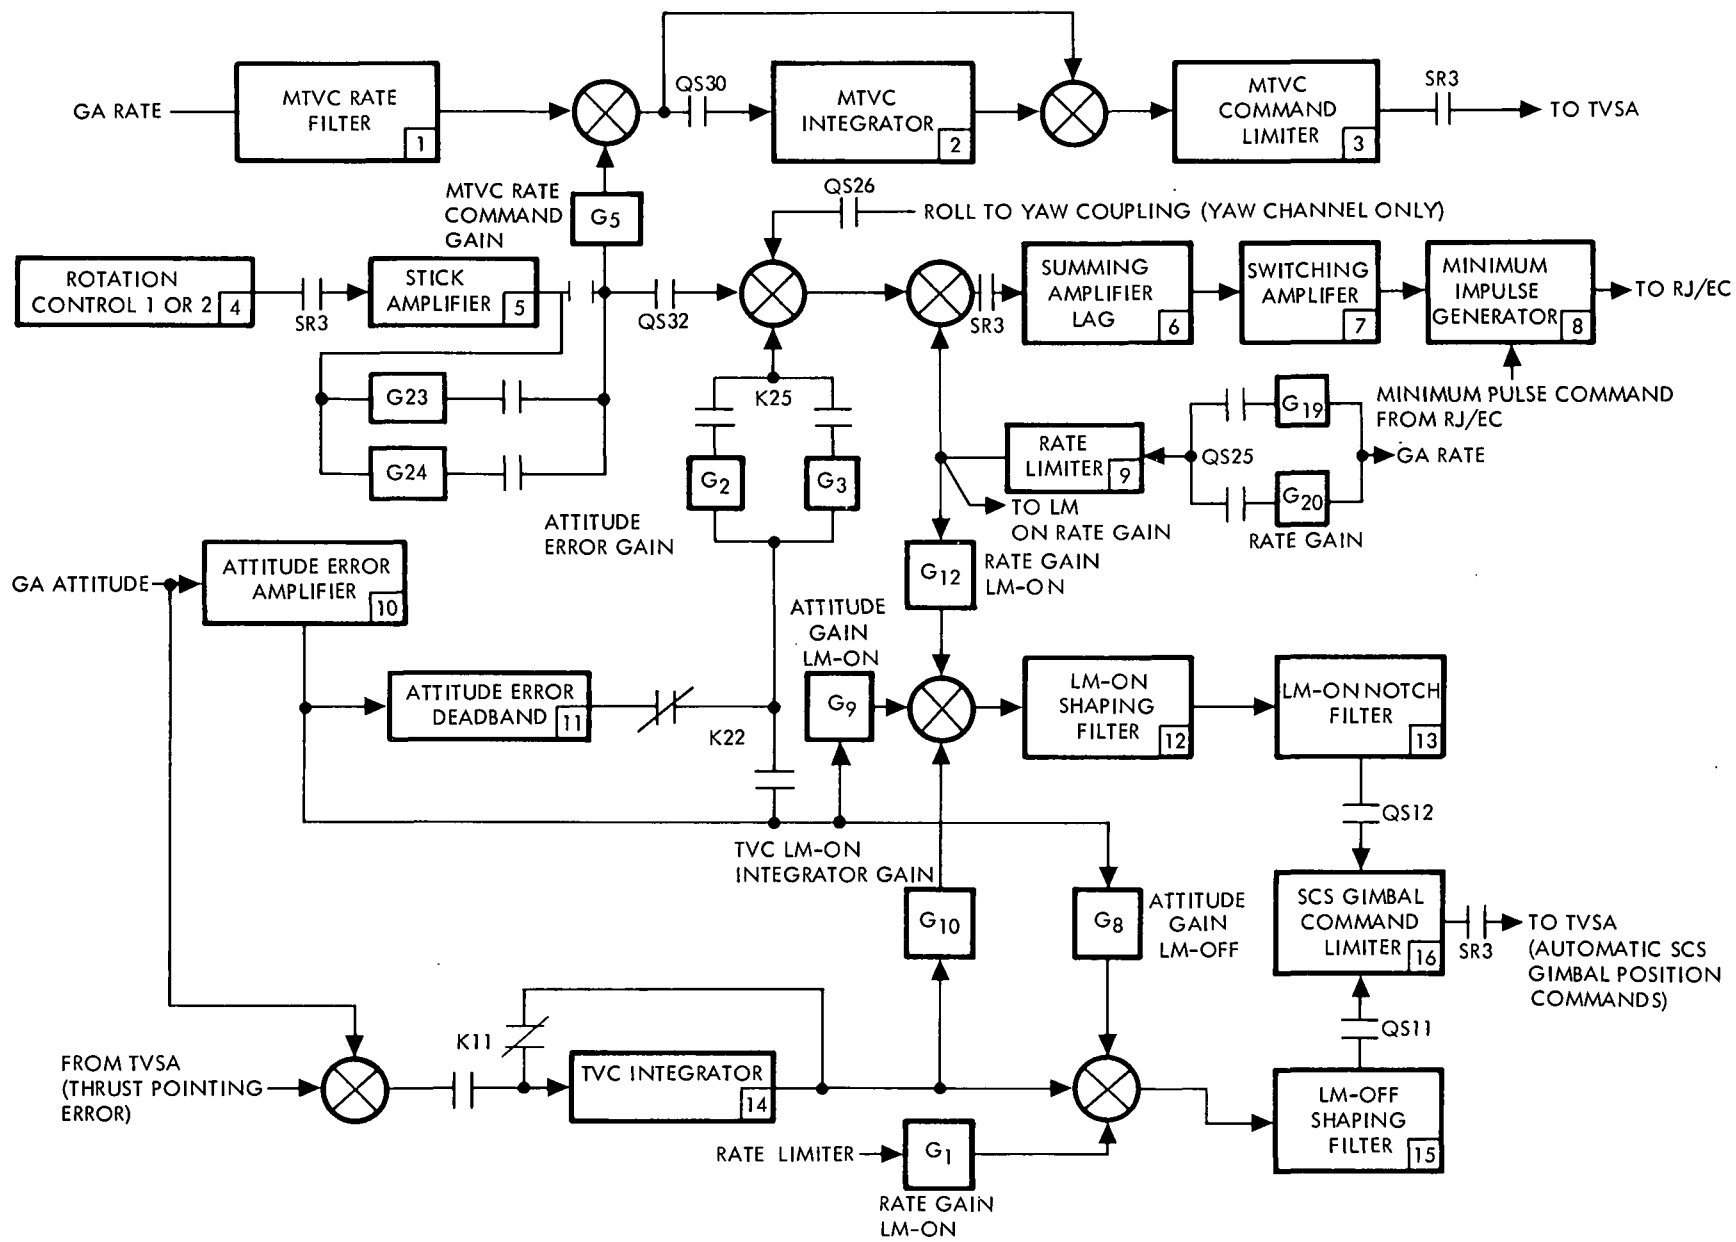 GA RATE
MTVC RATE
FILTER
1
QS30
MTVC
INTEGRATOR
2
MTVC
COMMAND
LIMITER
3
SR3
TO TVSA
MTVC RATE
COMMAND
GAIN
G5
QS26
ROLL TO YAW COUPLING (YAW CHANNEL ONLY)
ROTATION
CONTROL 1 OR 2
4
SR3
STICK
AMPLIFIER
5
QS32
SR3
SUMMING
AMPLIFIER
LAG
6
SWITCHING
AMPLIFER
7
MINIMUM
IMPULSE
GENERATOR
8
TO RJ/EC
MINIMUM PULSE COMMAND
FROM RJ/EC
G23
G24
K25
G2
G3
ATTITUDE
ERROR GAIN
RATE
LIMITER
9
QS25
G19
G20
GA RATE
RATE GAIN
TO LM
ON RATE GAIN
G12
RATE GAIN
LM-ON
GA ATTITUDE
ATTITUDE ERROR
AMPLIFIER
10
ATTITUDE ERROR
DEADBAND
11
K22
ATTITUDE
GAIN
LM-ON
G9
LM-ON
SHAPING
FILTER
12
LM-ON NOTCH
FILTER
13
QS12
TVC LM-ON
INTEGRATOR GAIN
G10
G8
ATTITUDE
GAIN
LM-OFF
SCS GIMBAL
COMMAND
LIMITER
16
SR3
TO TVSA
(AUTOMATIC SCS
GIMBAL POSITION
COMMANDS)
QS11
FROM TVSA
(THRUST POINTING
ERROR)
K11
TVC INTEGRATOR
14
LM-OFF
SHAPING
FILTER
15
RATE LIMITER
G1
RATE GAIN
LM-ON